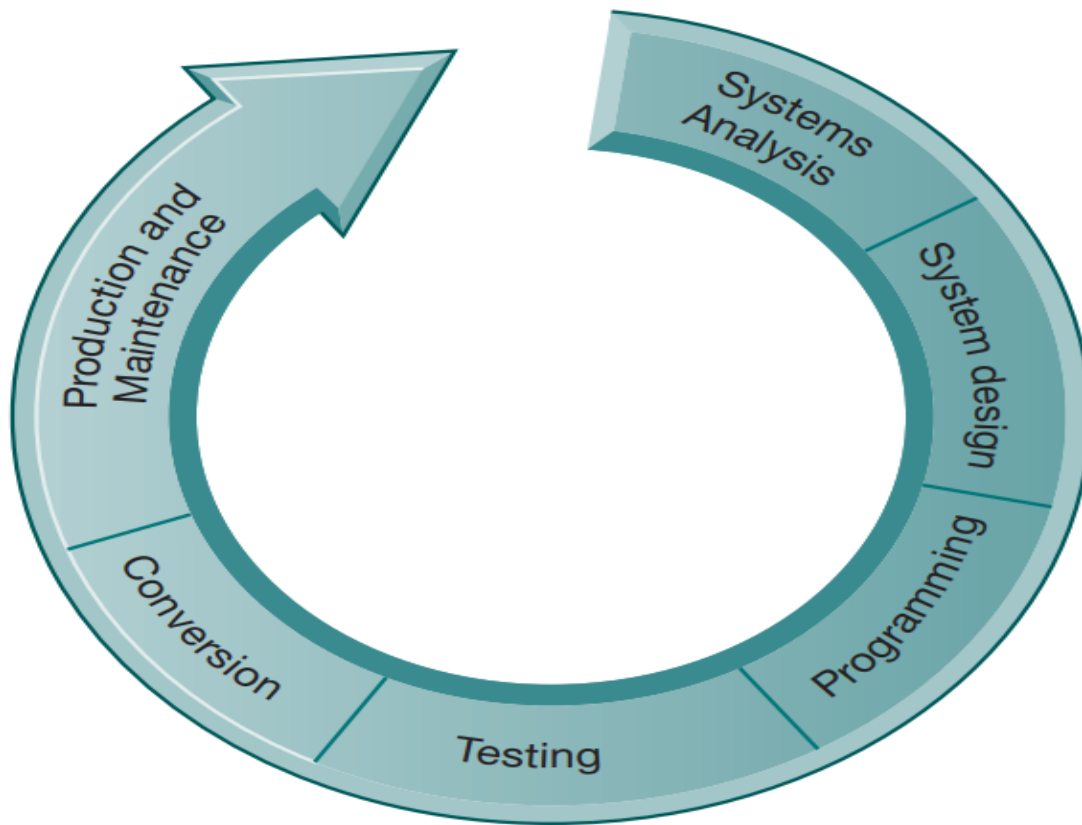 Systems
Analysis
System design
Programming
Testing
Conversion
Production and
Maintenance